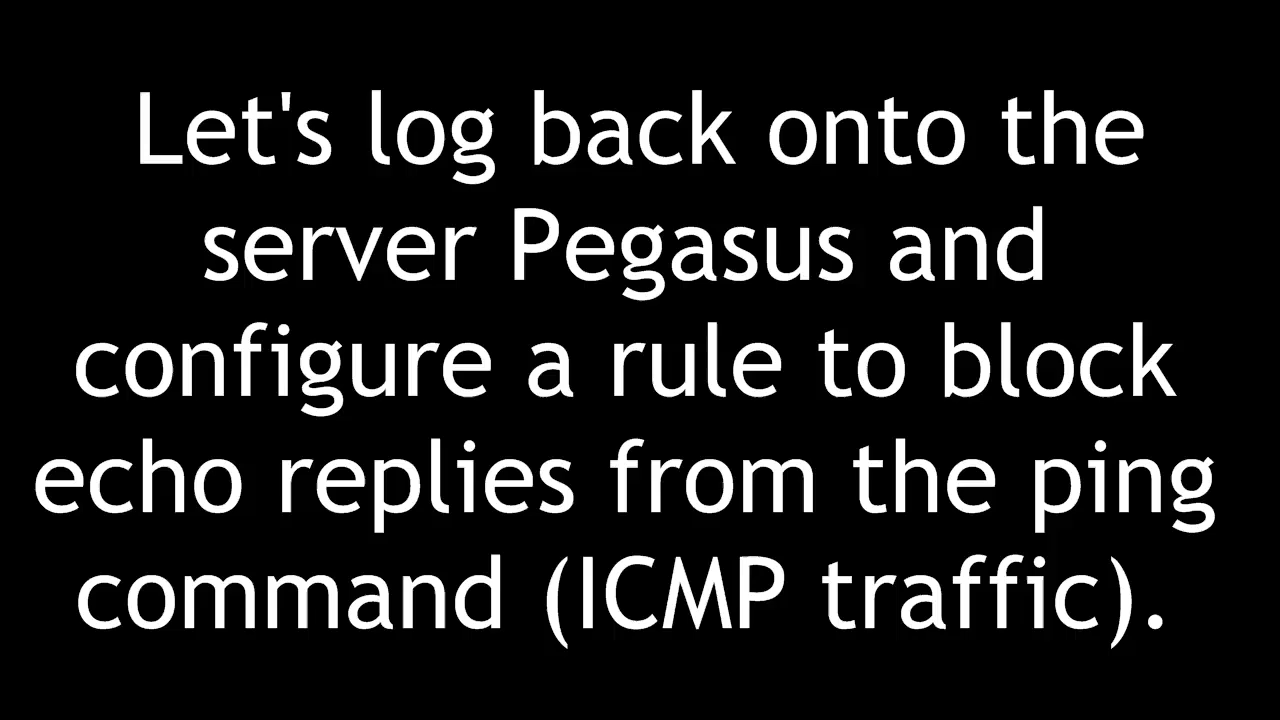 Let's log back onto the
server Pegasus and
configure a rule to block
echo replies from the ping
command (ICMP traffic).